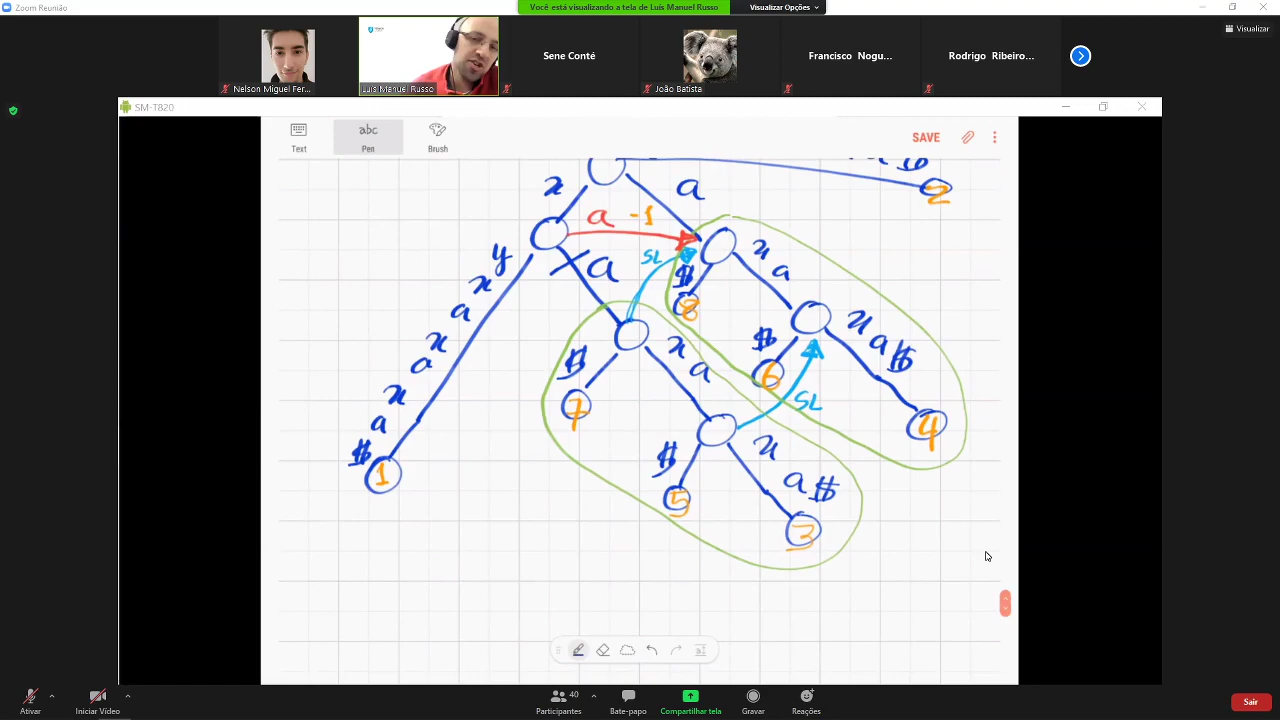 Zoom Reunião
Você está visualizando a tela de Luís Manuel Russo
Visualizar Opções
Visualizar
Nelson Miguel Fer...
Luís Manuel Russo
Sene Conté
João Batista
Francisco Nogu...
Rodrigo Ribeiro...
SM-T820
Text
abc
Pen
Brush
SAVE
x
a
2
a -1
y
x
a
x
a
x
a
$
1
a
SL
$
8
x
a
$
6
x
a$
4
SL
$
7
x
a
$
5
x
a$
3
Ativar
Iniciar Vídeo
40
Participantes
Bate-papo
Compartilhar tela
Gravar
Reações
Sair